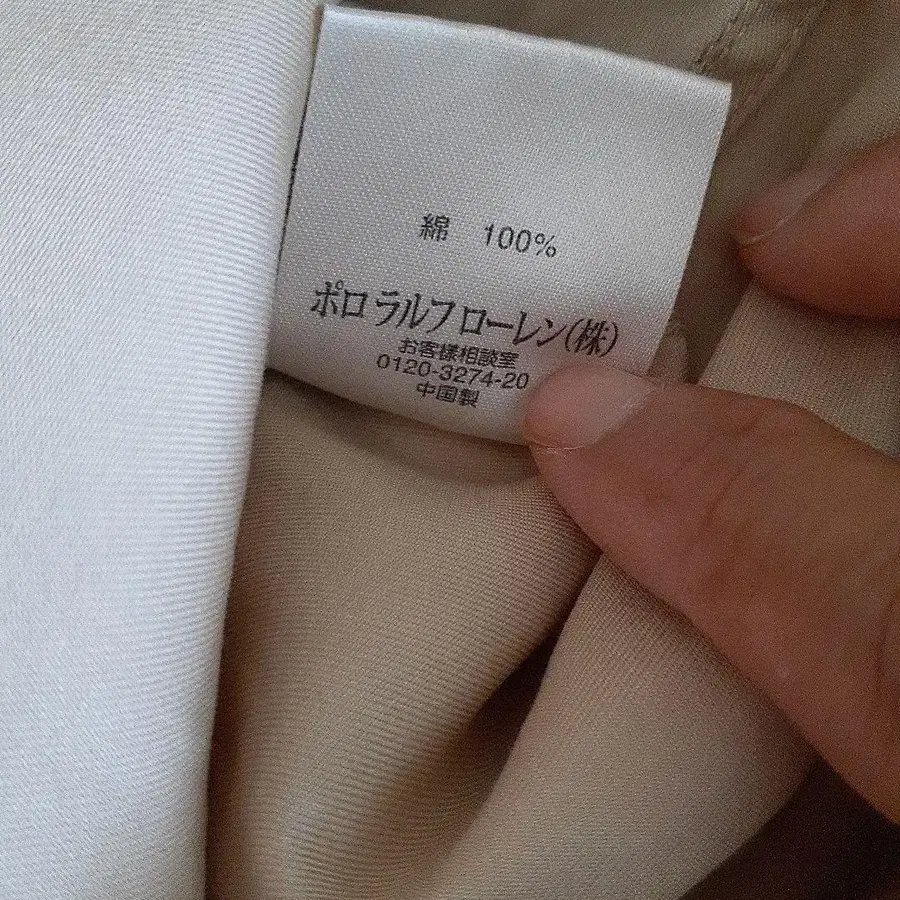 綿 100%
ポロ ラルフ ローレン(株)
お客様相談室
0120-3274-20
中国製